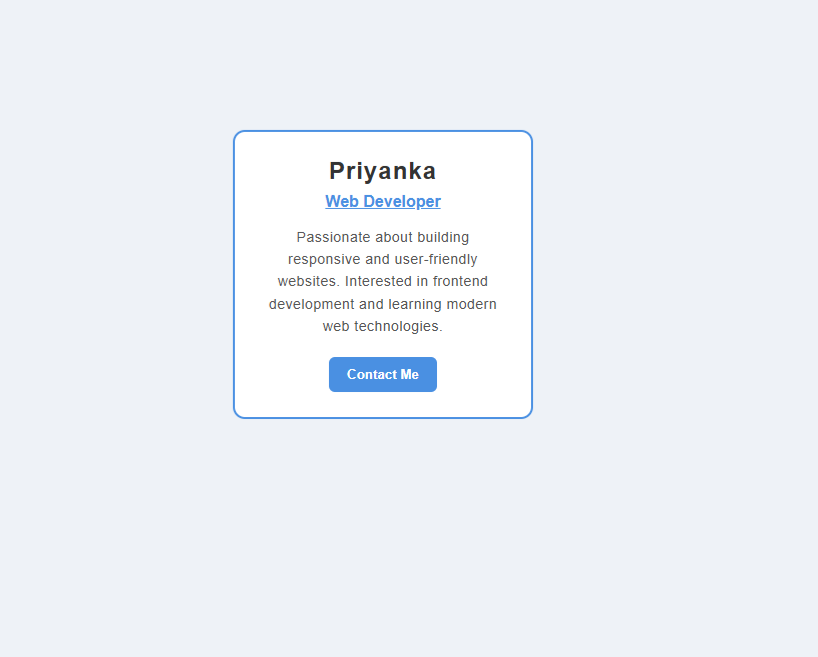 Priyanka
Web Developer
Passionate about building
responsive and user-friendly
websites. Interested in frontend
development and learning modern
web technologies.
Contact Me